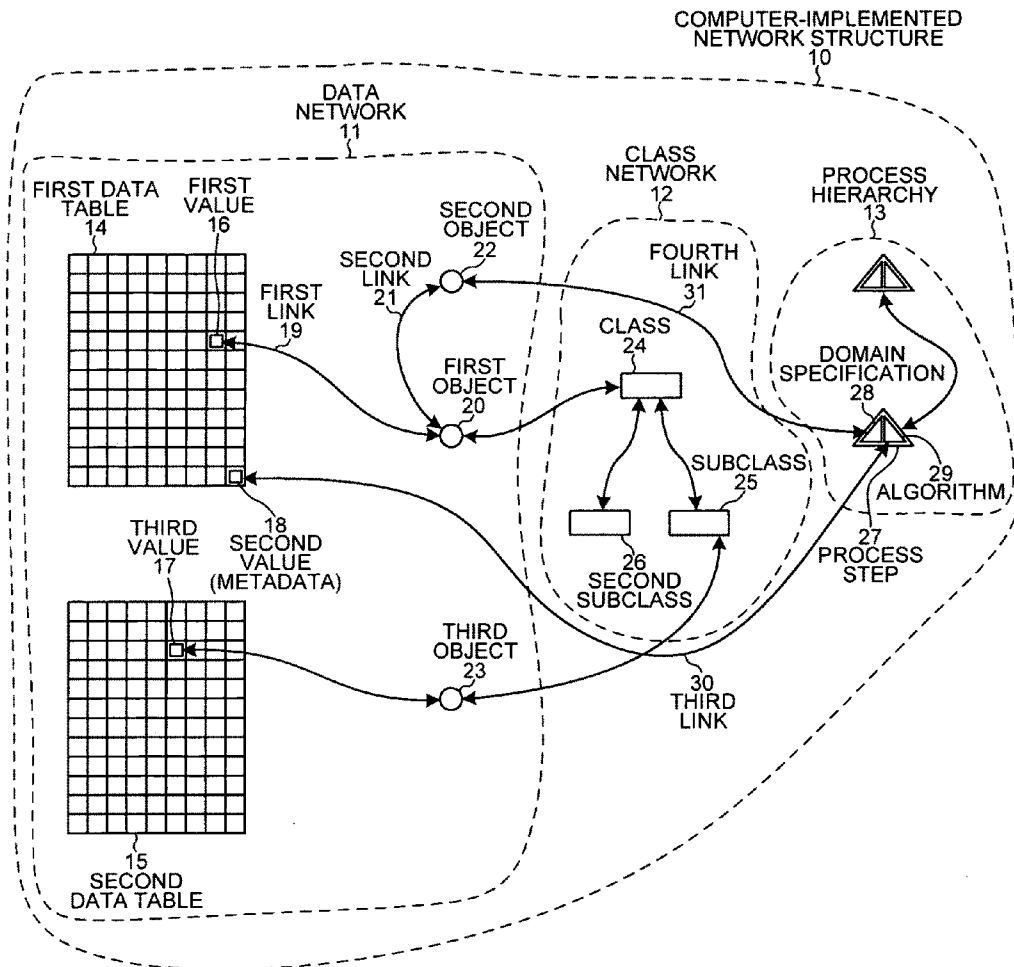 COMPUTER-IMPLEMENTED
NETWORK STRUCTURE
10
DATA
NETWORK
11
CLASS
NETWORK
12
PROCESS
HIERARCHY
13
FIRST DATA
TABLE
14
FIRST
VALUE
16
SECOND OBJECT
22
SECOND
LINK
21
FOURTH
LINK
31
FIRST
LINK
19
CLASS
24
FIRST
OBJECT
20
DOMAIN
SPECIFICATION
28
SUBCLASS
25
29
ALGORITHM
27
PROCESS
STEP
THIRD
VALUE
17
18
SECOND
VALUE
(METADATA)
26
SECOND
SUBCLASS
THIRD
OBJECT
23
30
THIRD
LINK
15
SECOND
DATA TABLE